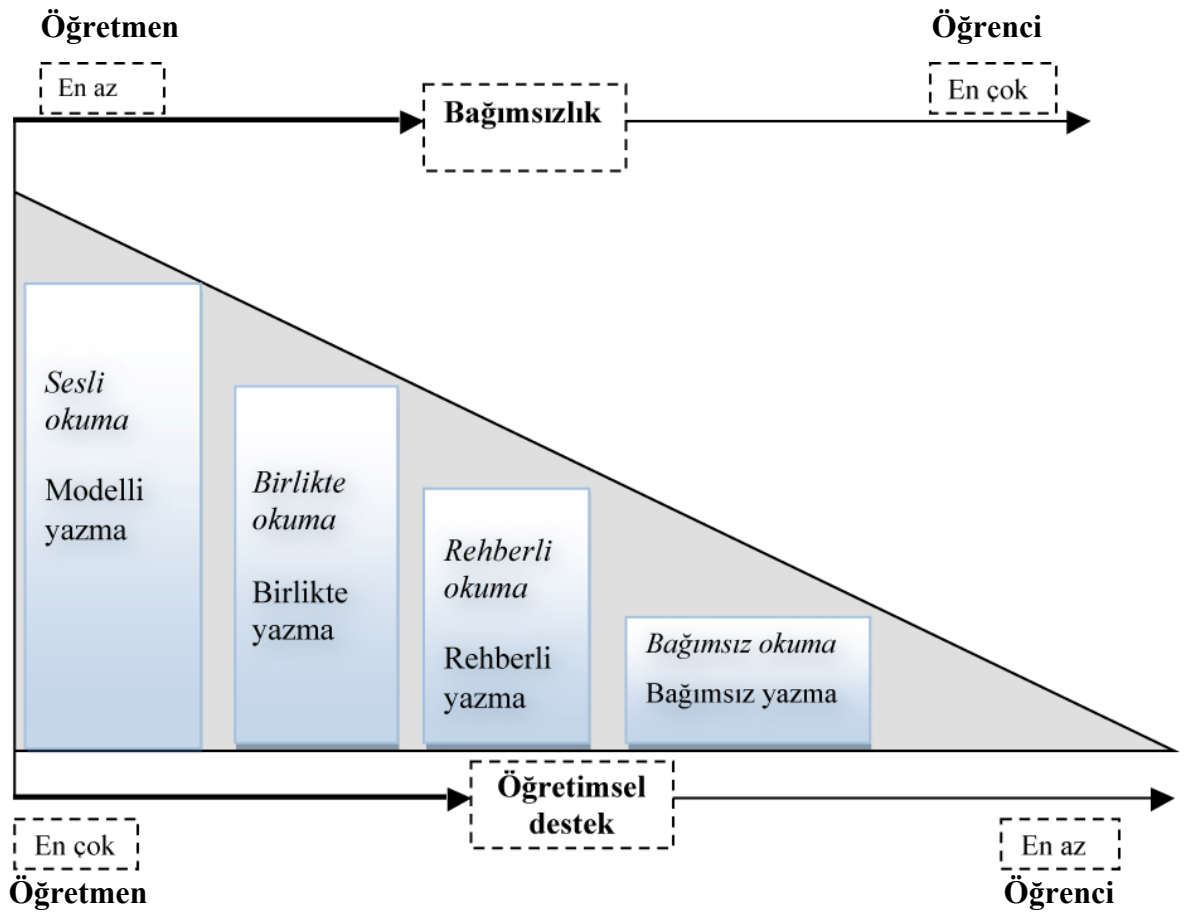 Öğretmen
Öğrenci
En az
En çok
Bağımsızlık
Sesli
okuma
Modelli
yazma
Birlikte
okuma
Birlikte
yazma
Rehberli
okuma
Rehberli
yazma
Bağımsız okuma
Bağımsız yazma
Öğretimsel
destek
En çok
En az
Öğretmen
Öğrenci